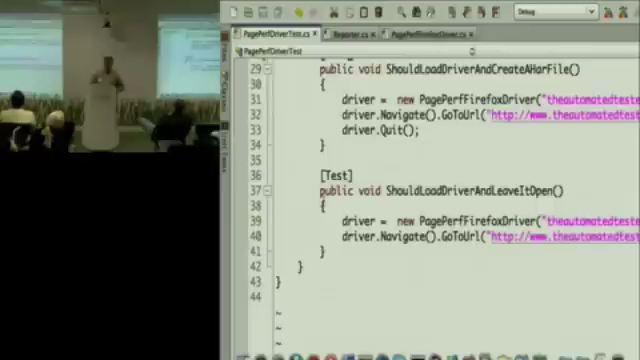 Debug
PagePerfDriverTest.cs × Reporter.cs × PagePerfFirefoxDriver.cs ×
PagePerfDriverTest
29 public void ShouldLoadDriverAndCreateAHarFile()
30 {
31 driver = new PagePerfFirefoxDriver("theautomatedteste
32 driver.Navigate().GoToUrl("http://www.theautomatedtest
33 driver.Quit();
34 }
35
36 [Test]
37 public void ShouldLoadDriverAndLeaveItOpen()
38 {
39 driver = new PagePerfFirefoxDriver("theautomatedteste
40 driver.Navigate().GoToUrl("http://www.theautomatedtest
41 }
42 }
43 }
44
~
~
~